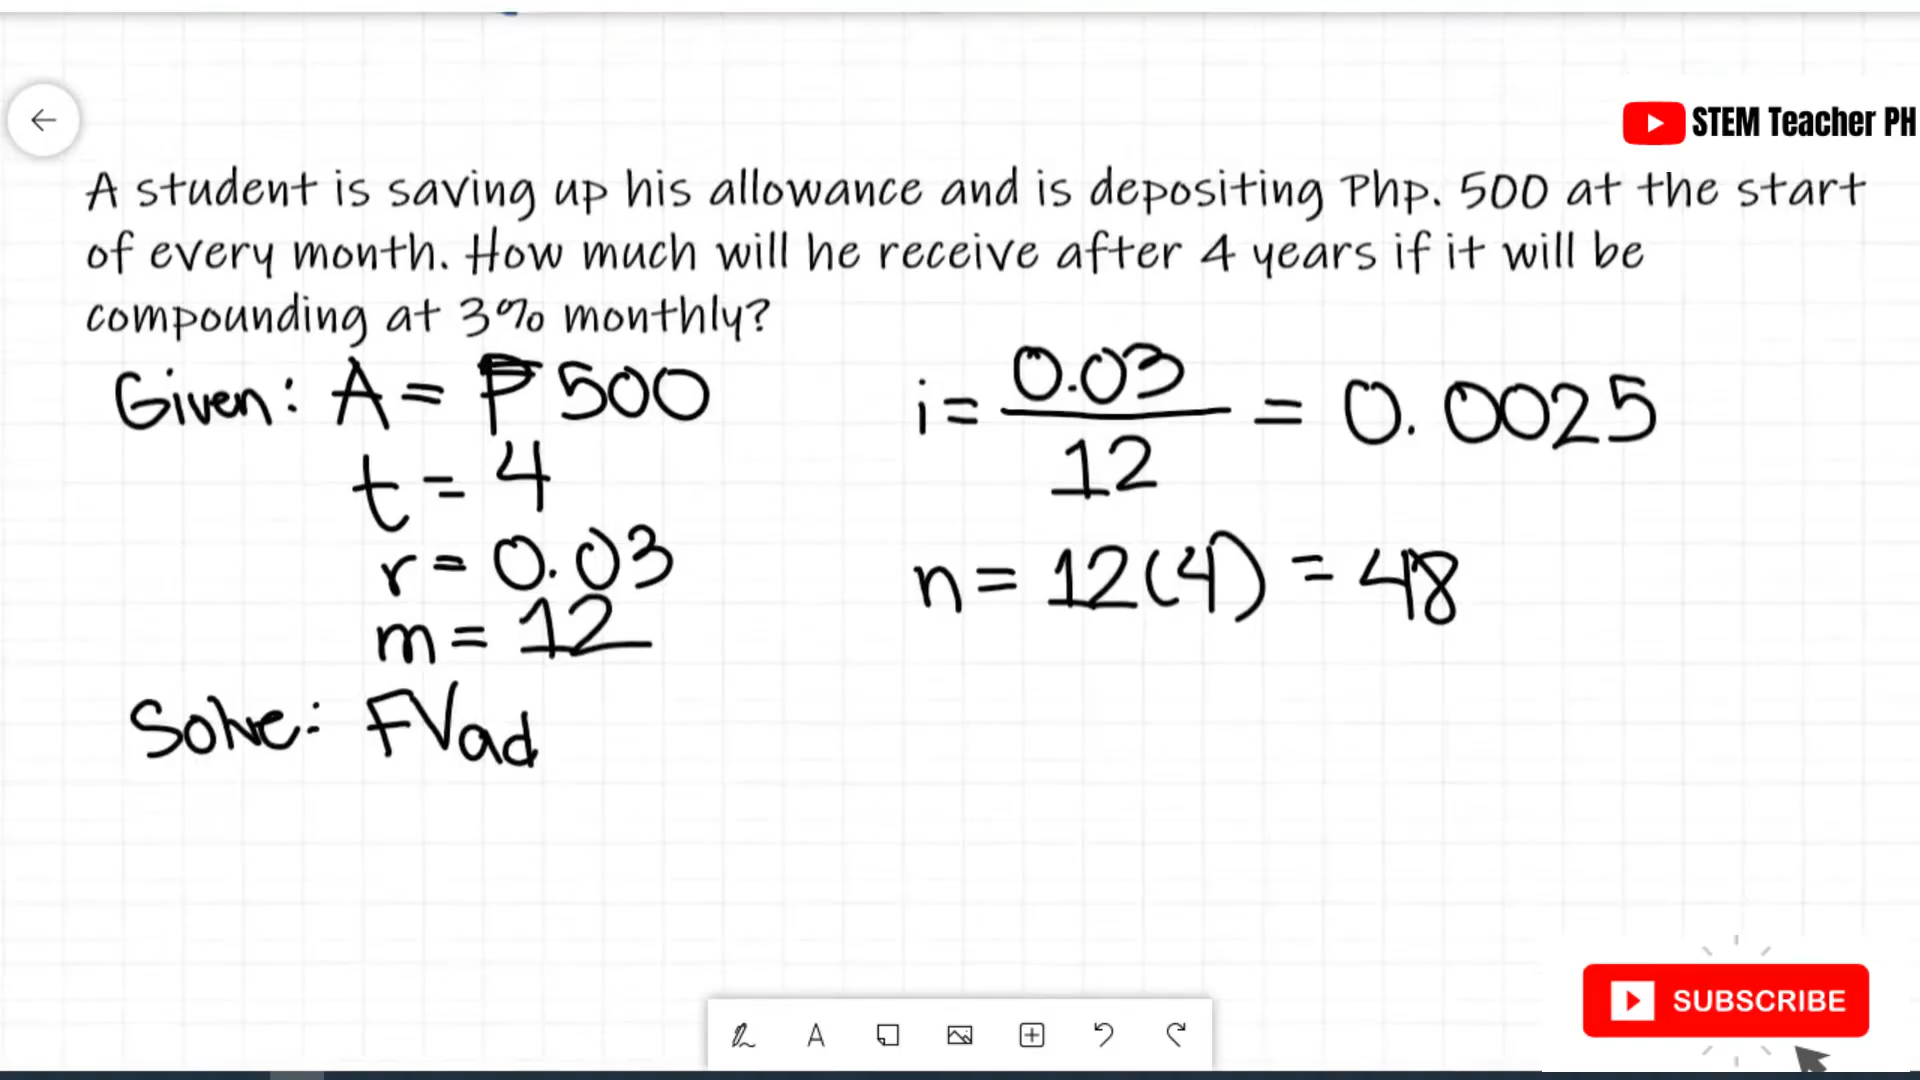 STEM Teacher PH
A student is saving up his allowance and is depositing Php. 500 at the start
of every month. How much will he receive after 4 years if it will be
compounding at 3% monthly?
Given: A = ₱500
t = 4
r = 0.03
m = 12
Solve: FVad
i = 0.03/12 = 0.0025
n = 12(4) = 48
A
SUBSCRIBE